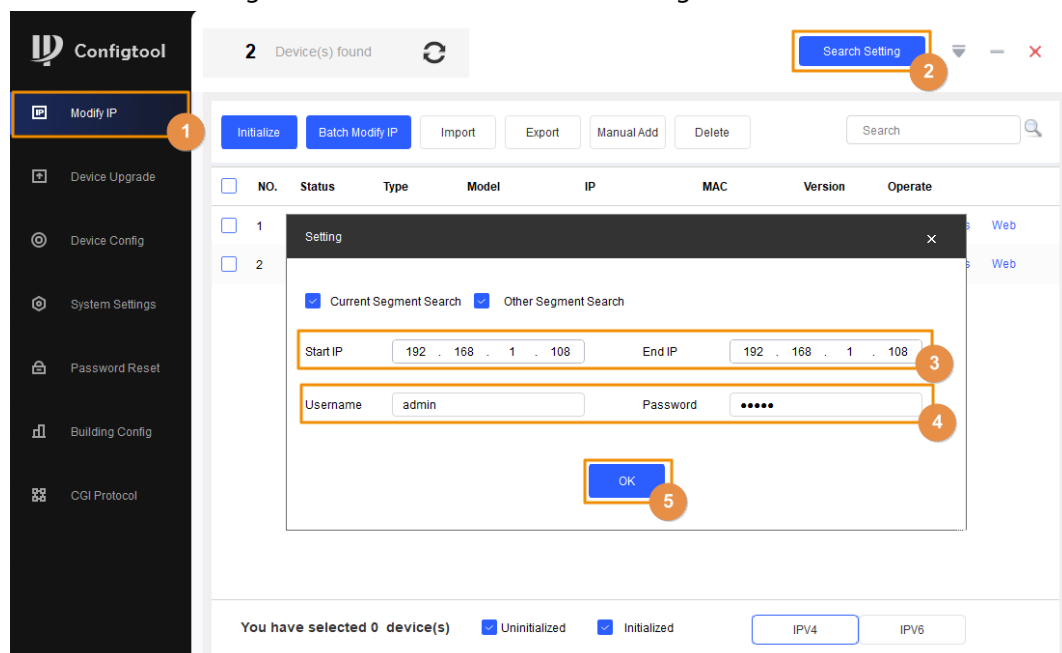 Configtool
2 Device(s) found
Search Setting
2
Modify IP
1
Device Upgrade
Device Config
System Settings
Password Reset
Building Config
CGI Protocol
Initialize Batch Modify IP Import Export Manual Add Delete Search
NO. Status Type Model IP MAC Version Operate
1 s Web
2 s Web
Setting
Current Segment Search Other Segment Search
Start IP 192 . 168 . 1 . 108 End IP 192 . 168 . 1 . 108
3
Username admin Password •••••
4
OK
5
You have selected 0 device(s) Uninitialized Initialized IPV4 IPV6